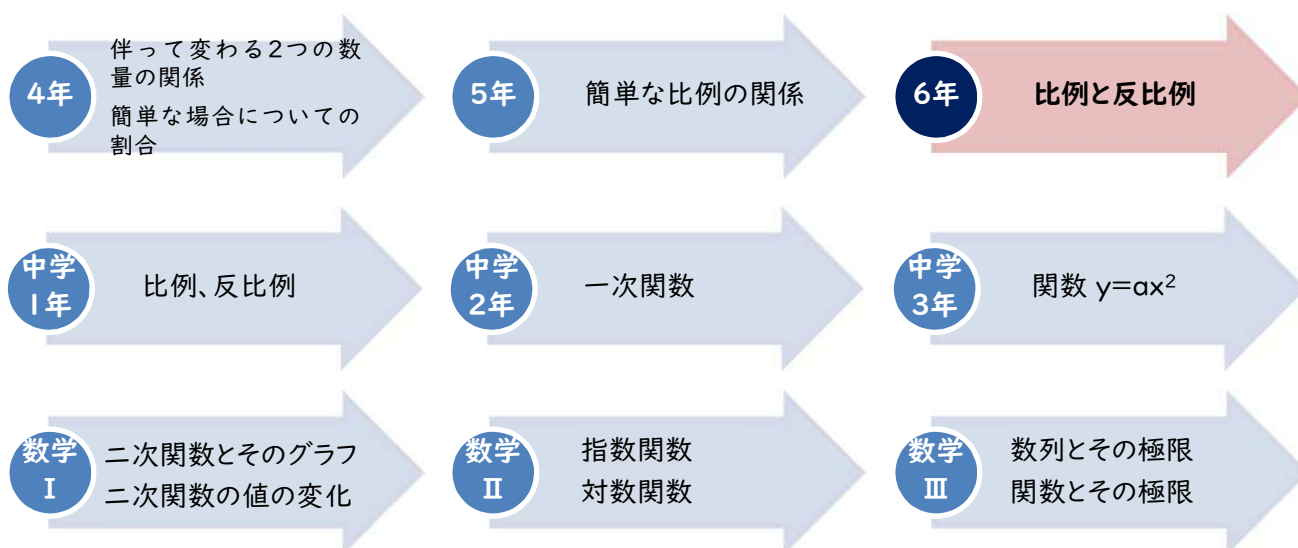 4年
伴って変わる2つの数
量の関係
簡単な場合についての
割合
5年
簡単な比例の関係
6年
比例と反比例
中学
1年
比例、反比例
中学
2年
一次関数
中学
3年
関数 y=ax²
数学
Ⅰ
二次関数とそのグラフ
二次関数の値の変化
数学
Ⅱ
指数関数
対数関数
数学
Ⅲ
数列とその極限
関数とその極限